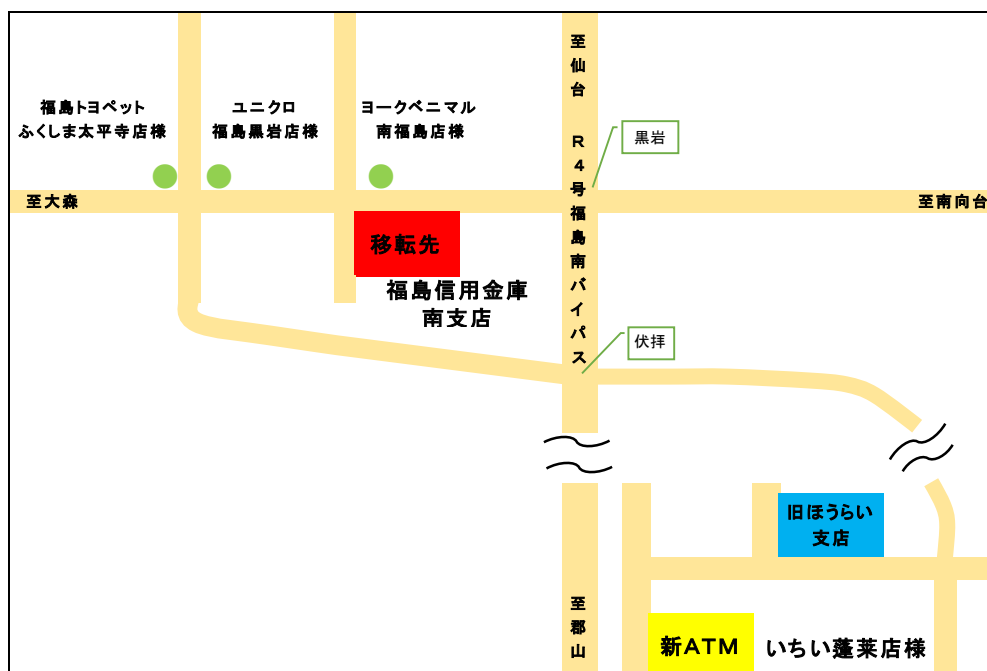 福島トヨペット
ふくしま太平寺店様
ユニクロ
福島黒岩店様
ヨークベニマル
南福島店様
至仙台
R4号福島南バイパス
黒岩
至大森
至南向台
移転先
福島信用金庫
南支店
伏拝
旧ほうらい
支店
至郡山
新ATM
いちい蓬莱店様